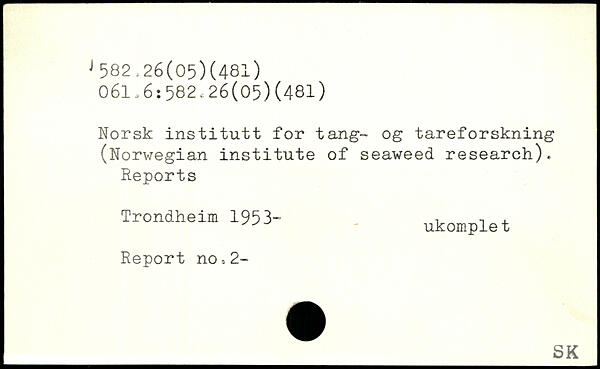 582.26(05)(481)
061.6:582.26(05)(481)
Norsk institutt for tang- og tareforskning
(Norwegian institute of seaweed research).
Reports
Trondheim 1953-
ukomplet
Report no.2-
SK